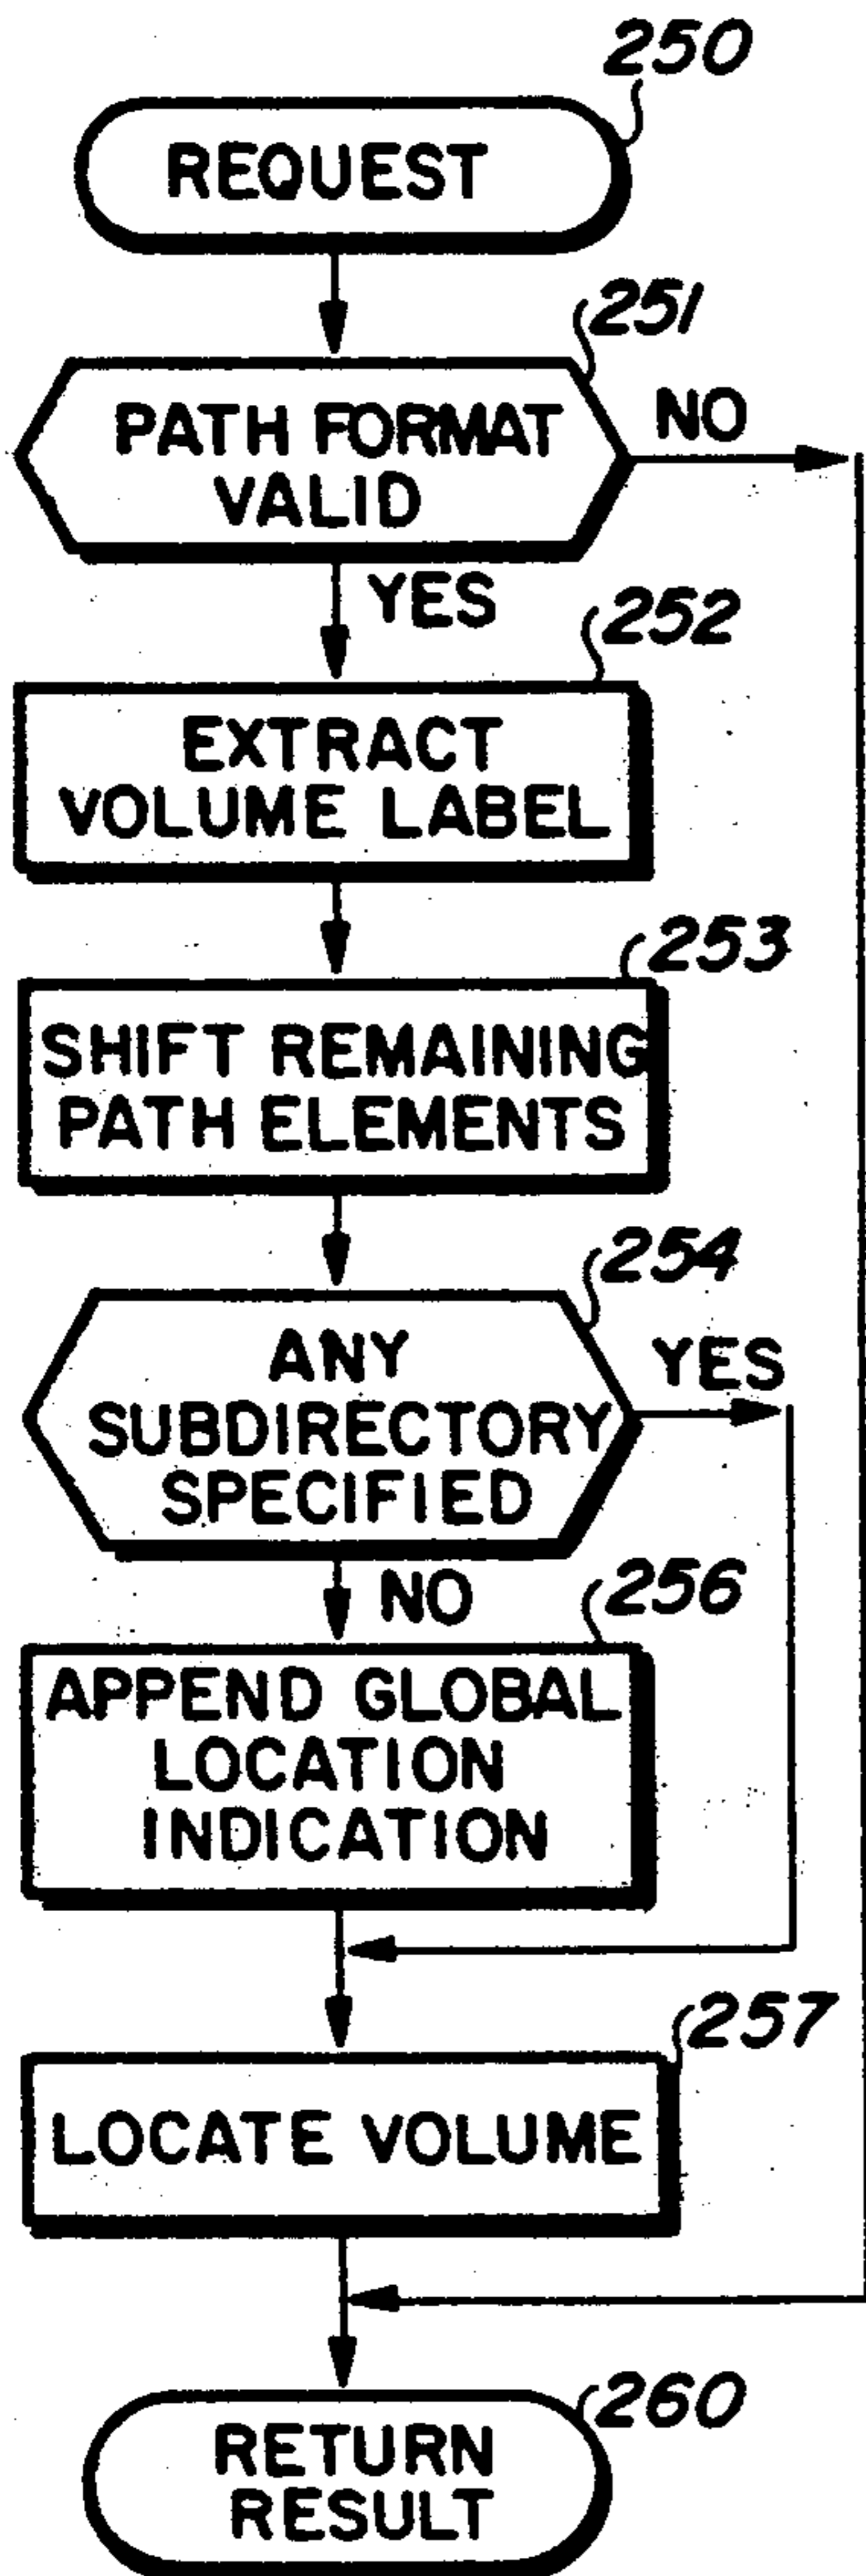 250
REQUEST
251
PATH FORMAT
VALID
NO
YES
252
EXTRACT
VOLUME LABEL
253
SHIFT REMAINING
PATH ELEMENTS
254
ANY
SUBDIRECTORY
SPECIFIED
YES
NO
256
APPEND GLOBAL
LOCATION
INDICATION
257
LOCATE VOLUME
260
RETURN
RESULT